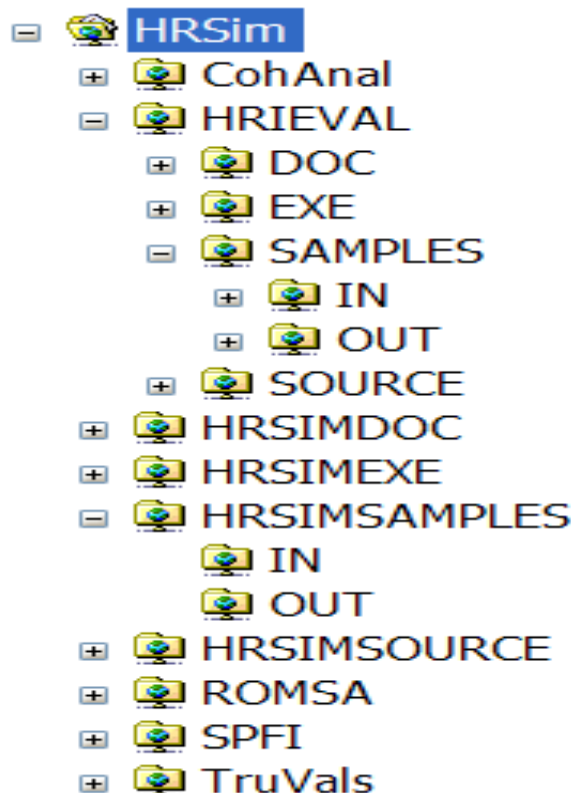 HRSim
CohAnal
HRIEVAL
DOC
EXE
SAMPLES
IN
OUT
SOURCE
HRSIMDOC
HRSIMEXE
HRSIMSAMPLES
IN
OUT
HRSIMSOURCE
ROMSA
SPFI
TruVals